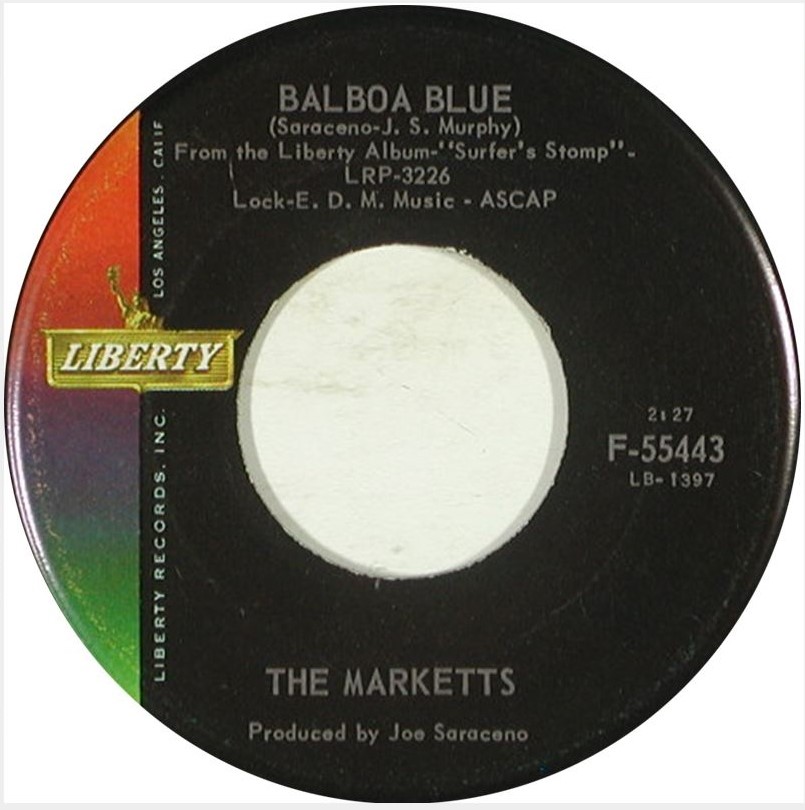 BALBOA BLUE
(Saraceno-J. S. Murphy)
From the Liberty Album-"Surfer's Stomp"-
LRP-3226
Lock-E. D. M. Music - ASCAP
LIBERTY RECORDS, INC. LOS ANGELES, CALIF
LIBERTY
2:27
F-55443
LB-1397
THE MARKETTS
Produced by Joe Saraceno